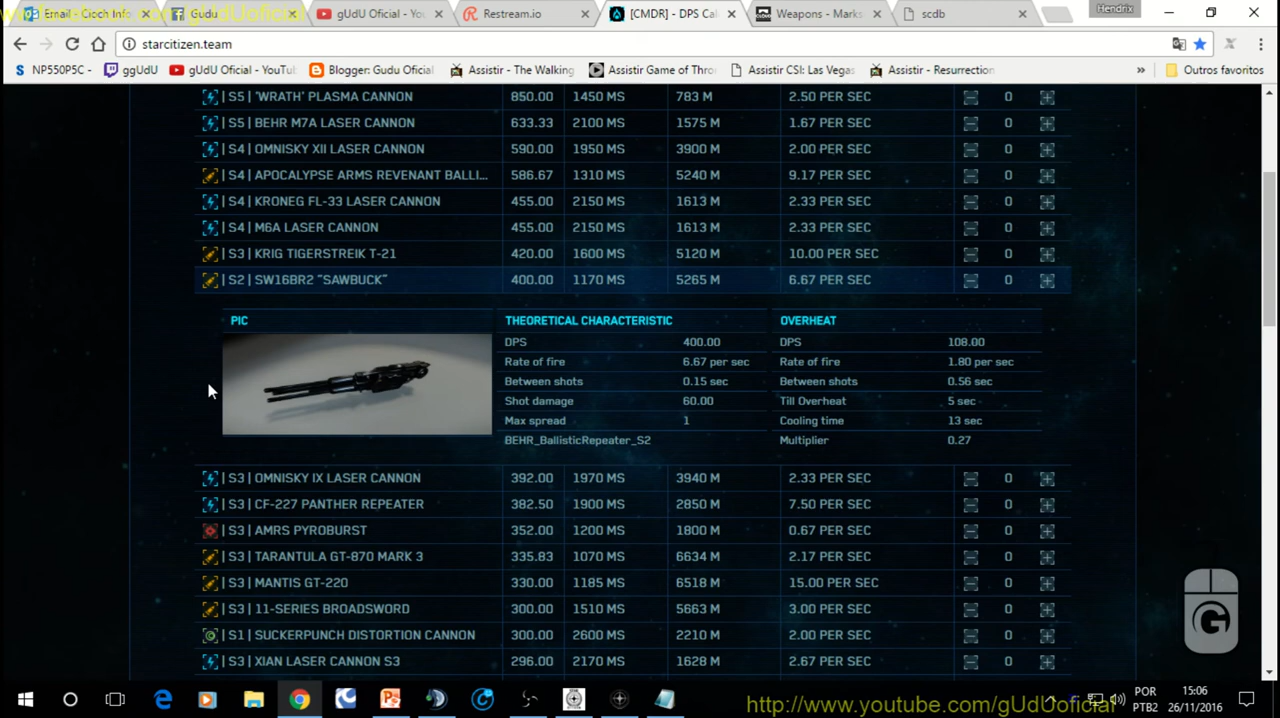 Email - Cloch Info
Gudu
gUdU Oficial - You
Restream.io
[CMDR] - DPS Cal
Weapons - Marks
scdb
Hendrix
starcitizen.team
NP550P5C -
ggUdU
gUdU Oficial - YouTu
Blogger: Gudu Oficial
Assistir - The Walking
Assistir Game of Thro
Assistir CSI: Las Vegas
Assistir - Resurrection
»
Outros favoritos
| S5 | 'WRATH' PLASMA CANNON 850.00 1450 MS 783 M 2.50 PER SEC 0
| S5 | BEHR M7A LASER CANNON 633.33 2100 MS 1575 M 1.67 PER SEC 0
| S4 | OMNISKY XII LASER CANNON 590.00 1950 MS 3900 M 2.00 PER SEC 0
| S4 | APOCALYPSE ARMS REVENANT BALLI... 586.67 1310 MS 5240 M 9.17 PER SEC 0
| S4 | KRONEG FL-33 LASER CANNON 455.00 2150 MS 1613 M 2.33 PER SEC 0
| S4 | M6A LASER CANNON 455.00 2150 MS 1613 M 2.33 PER SEC 0
| S3 | KRIG TIGERSTREIK T-21 420.00 1600 MS 5120 M 10.00 PER SEC 0
| S2 | SW16BR2 "SAWBUCK" 400.00 1170 MS 5265 M 6.67 PER SEC 0
PIC THEORETICAL CHARACTERISTIC OVERHEAT
DPS 400.00 DPS 108.00
Rate of fire 6.67 per sec Rate of fire 1.80 per sec
Between shots 0.15 sec Between shots 0.56 sec
Shot damage 60.00 Till Overheat 5 sec
Max spread 1 Cooling time 13 sec
BEHR_BallisticRepeater_S2 Multiplier 0.27
| S3 | OMNISKY IX LASER CANNON 392.00 1970 MS 3940 M 2.33 PER SEC 0
| S3 | CF-227 PANTHER REPEATER 382.50 1900 MS 2850 M 7.50 PER SEC 0
| S3 | AMRS PYROBURST 352.00 1200 MS 1800 M 0.67 PER SEC 0
| S3 | TARANTULA GT-870 MARK 3 335.83 1070 MS 6634 M 2.17 PER SEC 0
| S3 | MANTIS GT-220 330.00 1185 MS 6518 M 15.00 PER SEC 0
| S3 | 11-SERIES BROADSWORD 300.00 1510 MS 5663 M 3.00 PER SEC 0
| S1 | SUCKERPUNCH DISTORTION CANNON 300.00 2600 MS 2210 M 2.00 PER SEC 0
| S3 | XIAN LASER CANNON S3 296.00 2170 MS 1628 M 2.67 PER SEC 0
POR 15:06
PTB2 26/11/2016
http://www.youtube.com/gUdUoficial